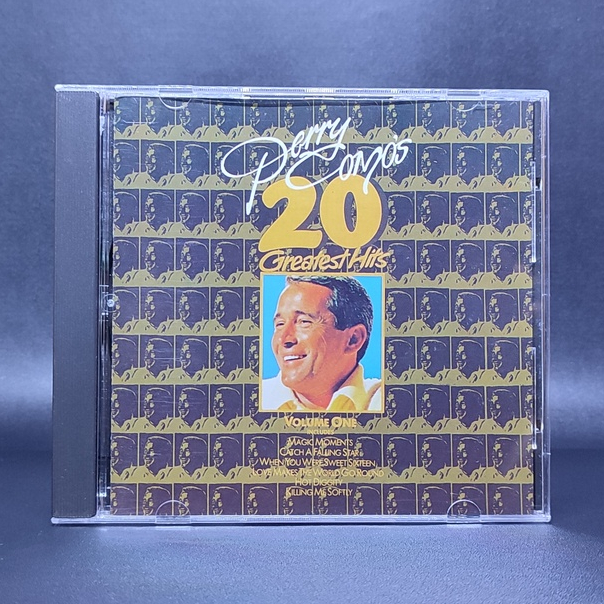 Perry
Como's
20
Greatest Hits
VOLUME ONE
INCLUDES
MAGIC MOMENTS
CATCH A FALLING STAR
WHEN YOU WERE SWEET SIXTEEN
LOVE MAKES THE WORLD GO ROUND
HOT DIGGITY
KILLING ME SOFTLY